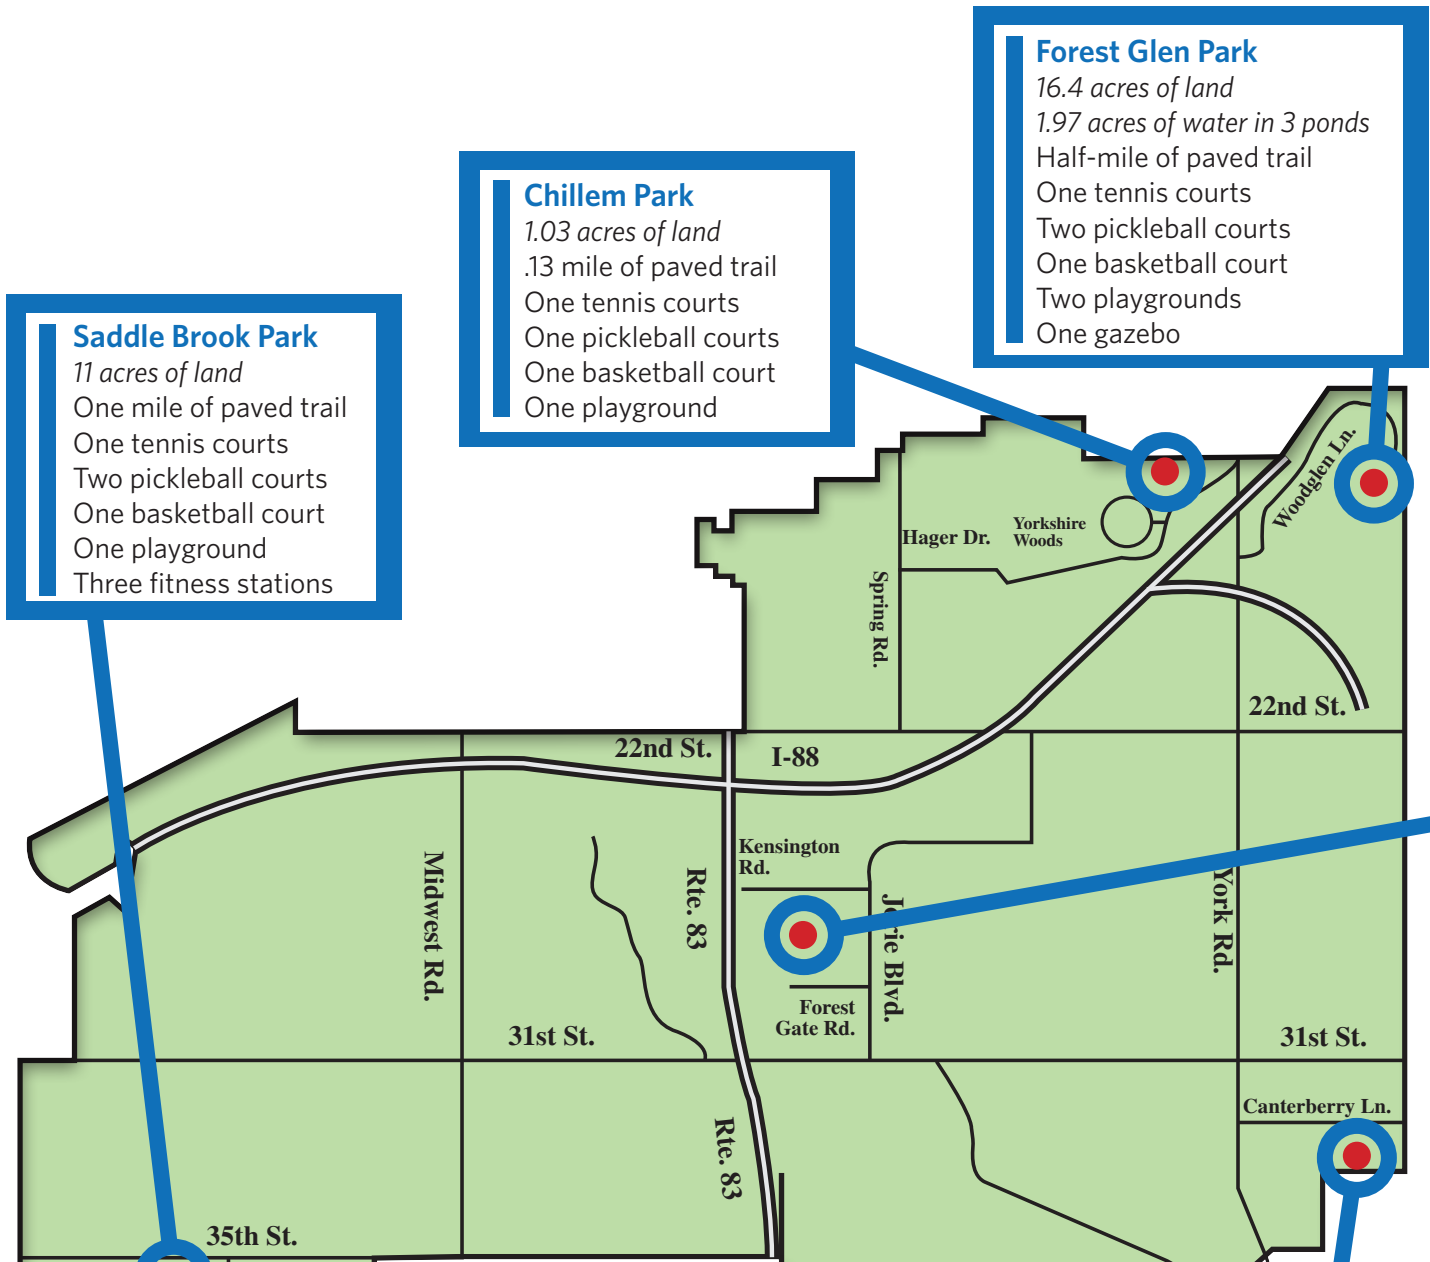 Forest Glen Park
16.4 acres of land
1.97 acres of water in 3 ponds
Half-mile of paved trail
One tennis courts
Two pickleball courts
One basketball court
Two playgrounds
One gazebo
Chillem Park
1.03 acres of land
.13 mile of paved trail
One tennis courts
One pickleball courts
One basketball court
One playground
Saddle Brook Park
11 acres of land
One mile of paved trail
One tennis courts
Two pickleball courts
One basketball court
One playground
Three fitness stations
Woodglen Ln.
Hager Dr.
Yorkshire
Woods
Spring Rd.
22nd St.
22nd St.
I-88
Kensington
Rd.
Midwest Rd.
Rte. 83
Jorie Blvd.
York Rd.
Forest
Gate Rd.
31st St.
31st St.
Canterberry Ln.
Rte. 83
35th St.